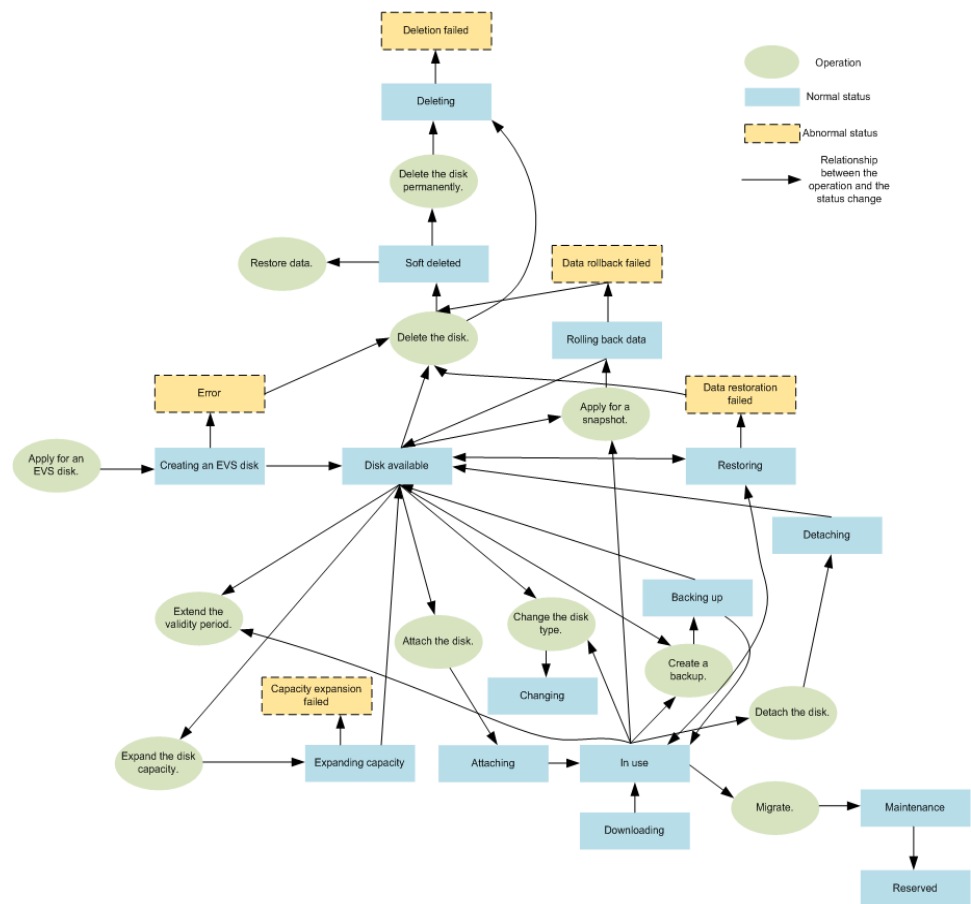 Deletion failed
Operation
Deleting
Normal status
Abnormal status
Relationship
between the
operation and the
status change
Delete the disk
permanently.
Restore data.
Soft deleted
Data rollback failed
Delete the disk.
Rolling back data
Error
Data restoration
failed
Apply for a
snapshot.
Apply for an
EVS disk.
Creating an EVS disk
Disk available
Restoring
Detaching
Extend the
validity period.
Attach the disk.
Change the disk
type.
Backing up
Create a
backup.
Changing
Capacity expansion
failed
Detach the disk.
Expand the disk
capacity.
Expanding capacity
Attaching
In use
Migrate.
Maintenance
Downloading
Reserved